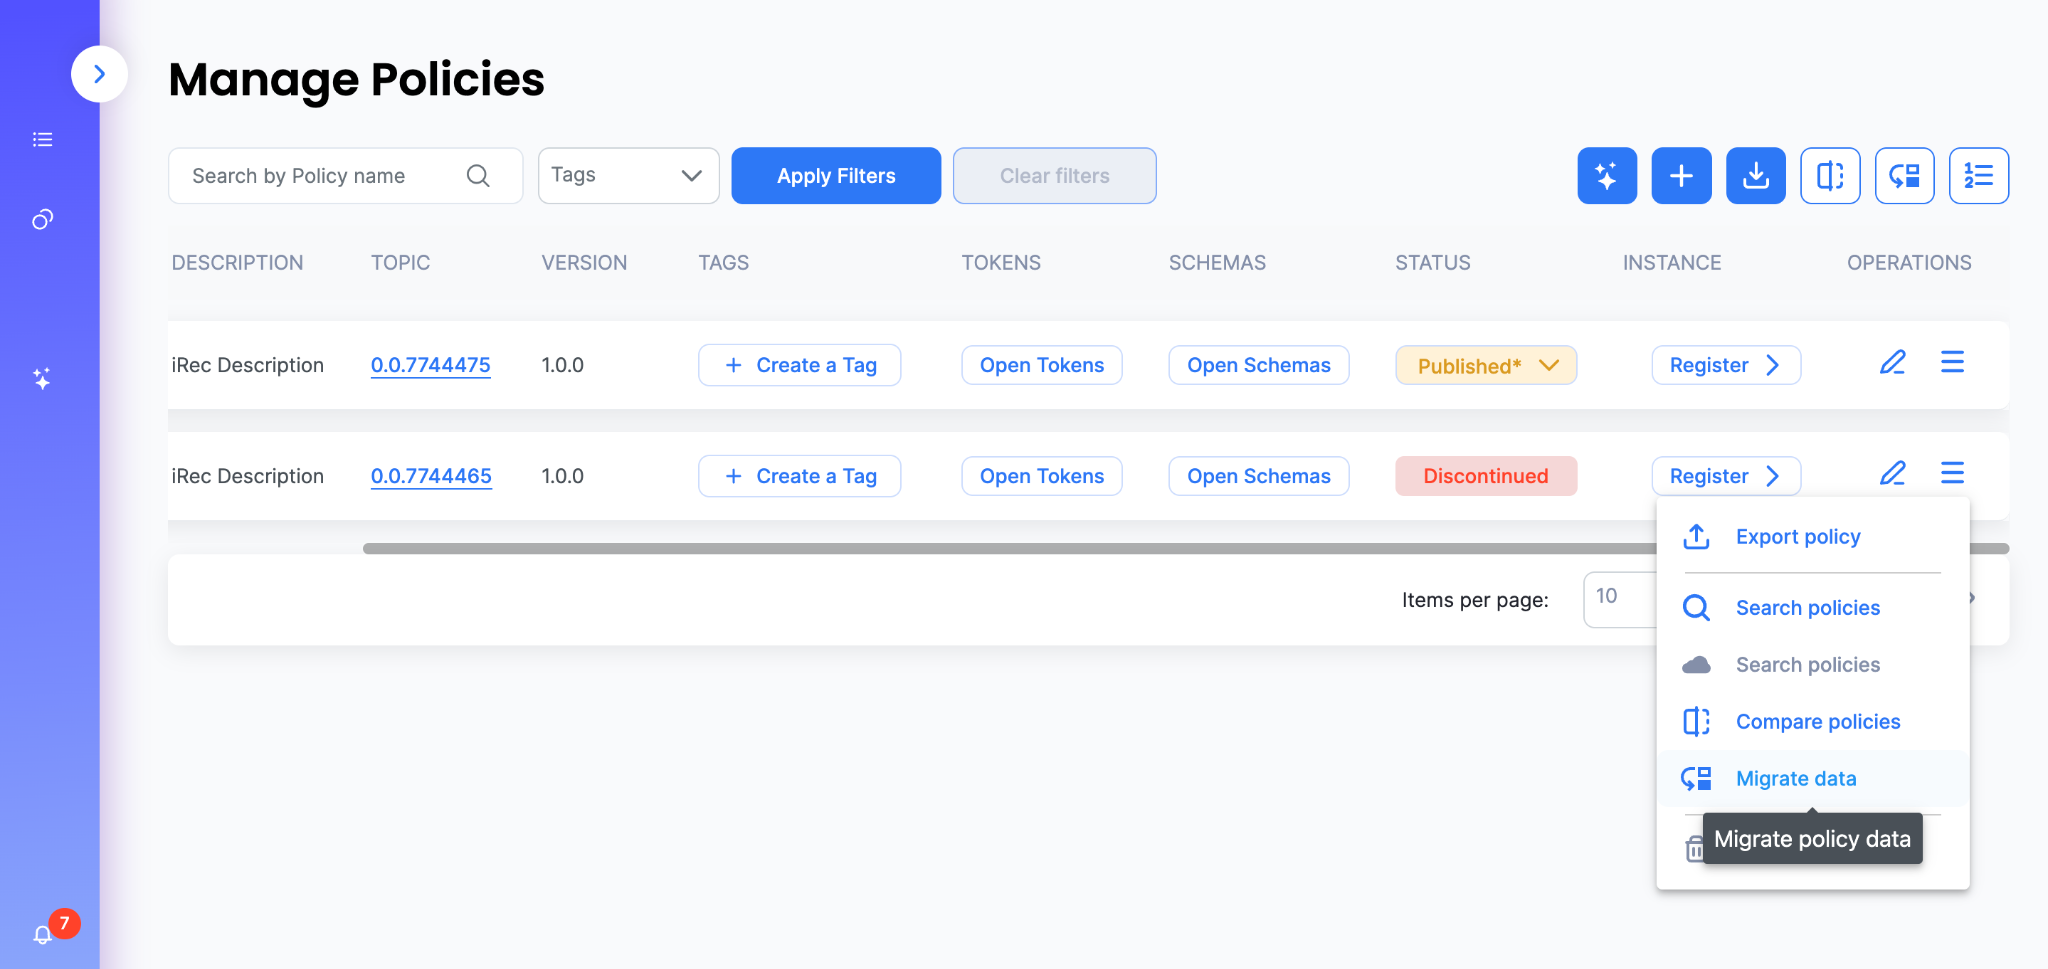 Manage Policies
Search by Policy name
Tags
Apply Filters
Clear filters
DESCRIPTION TOPIC VERSION TAGS TOKENS SCHEMAS STATUS INSTANCE OPERATIONS
iRec Description 0.0.7744475 1.0.0 Create a Tag Open Tokens Open Schemas Published* Register
iRec Description 0.0.7744465 1.0.0 Create a Tag Open Tokens Open Schemas Discontinued Register
Export policy
Items per page: 10
Search policies
Search policies
Compare policies
Migrate data
Migrate policy data
7